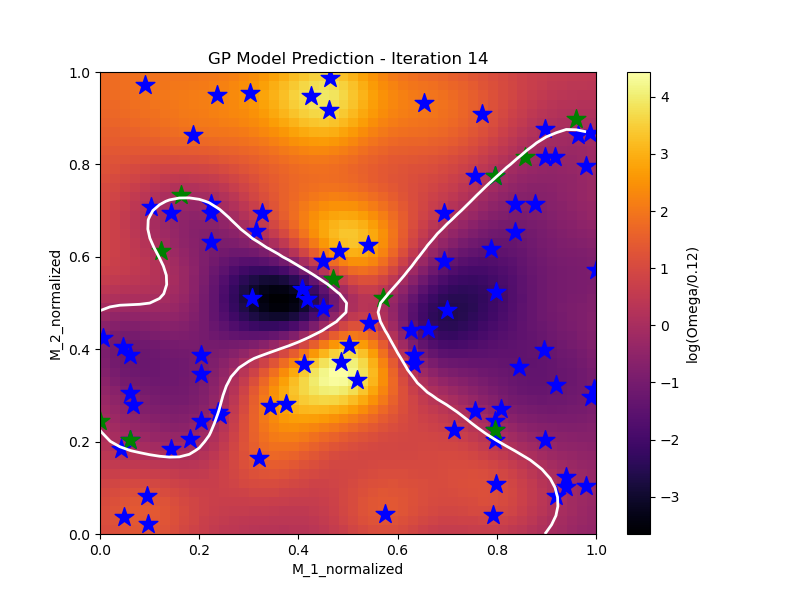 GP Model Prediction - Iteration 14
1.0
0.8
0.6
0.4
0.2
0.0
M_2_normalized
0.0 0.2 0.4 0.6 0.8 1.0
M_1_normalized
4
3
2
1
0
−1
−2
−3
log(Omega/0.12)